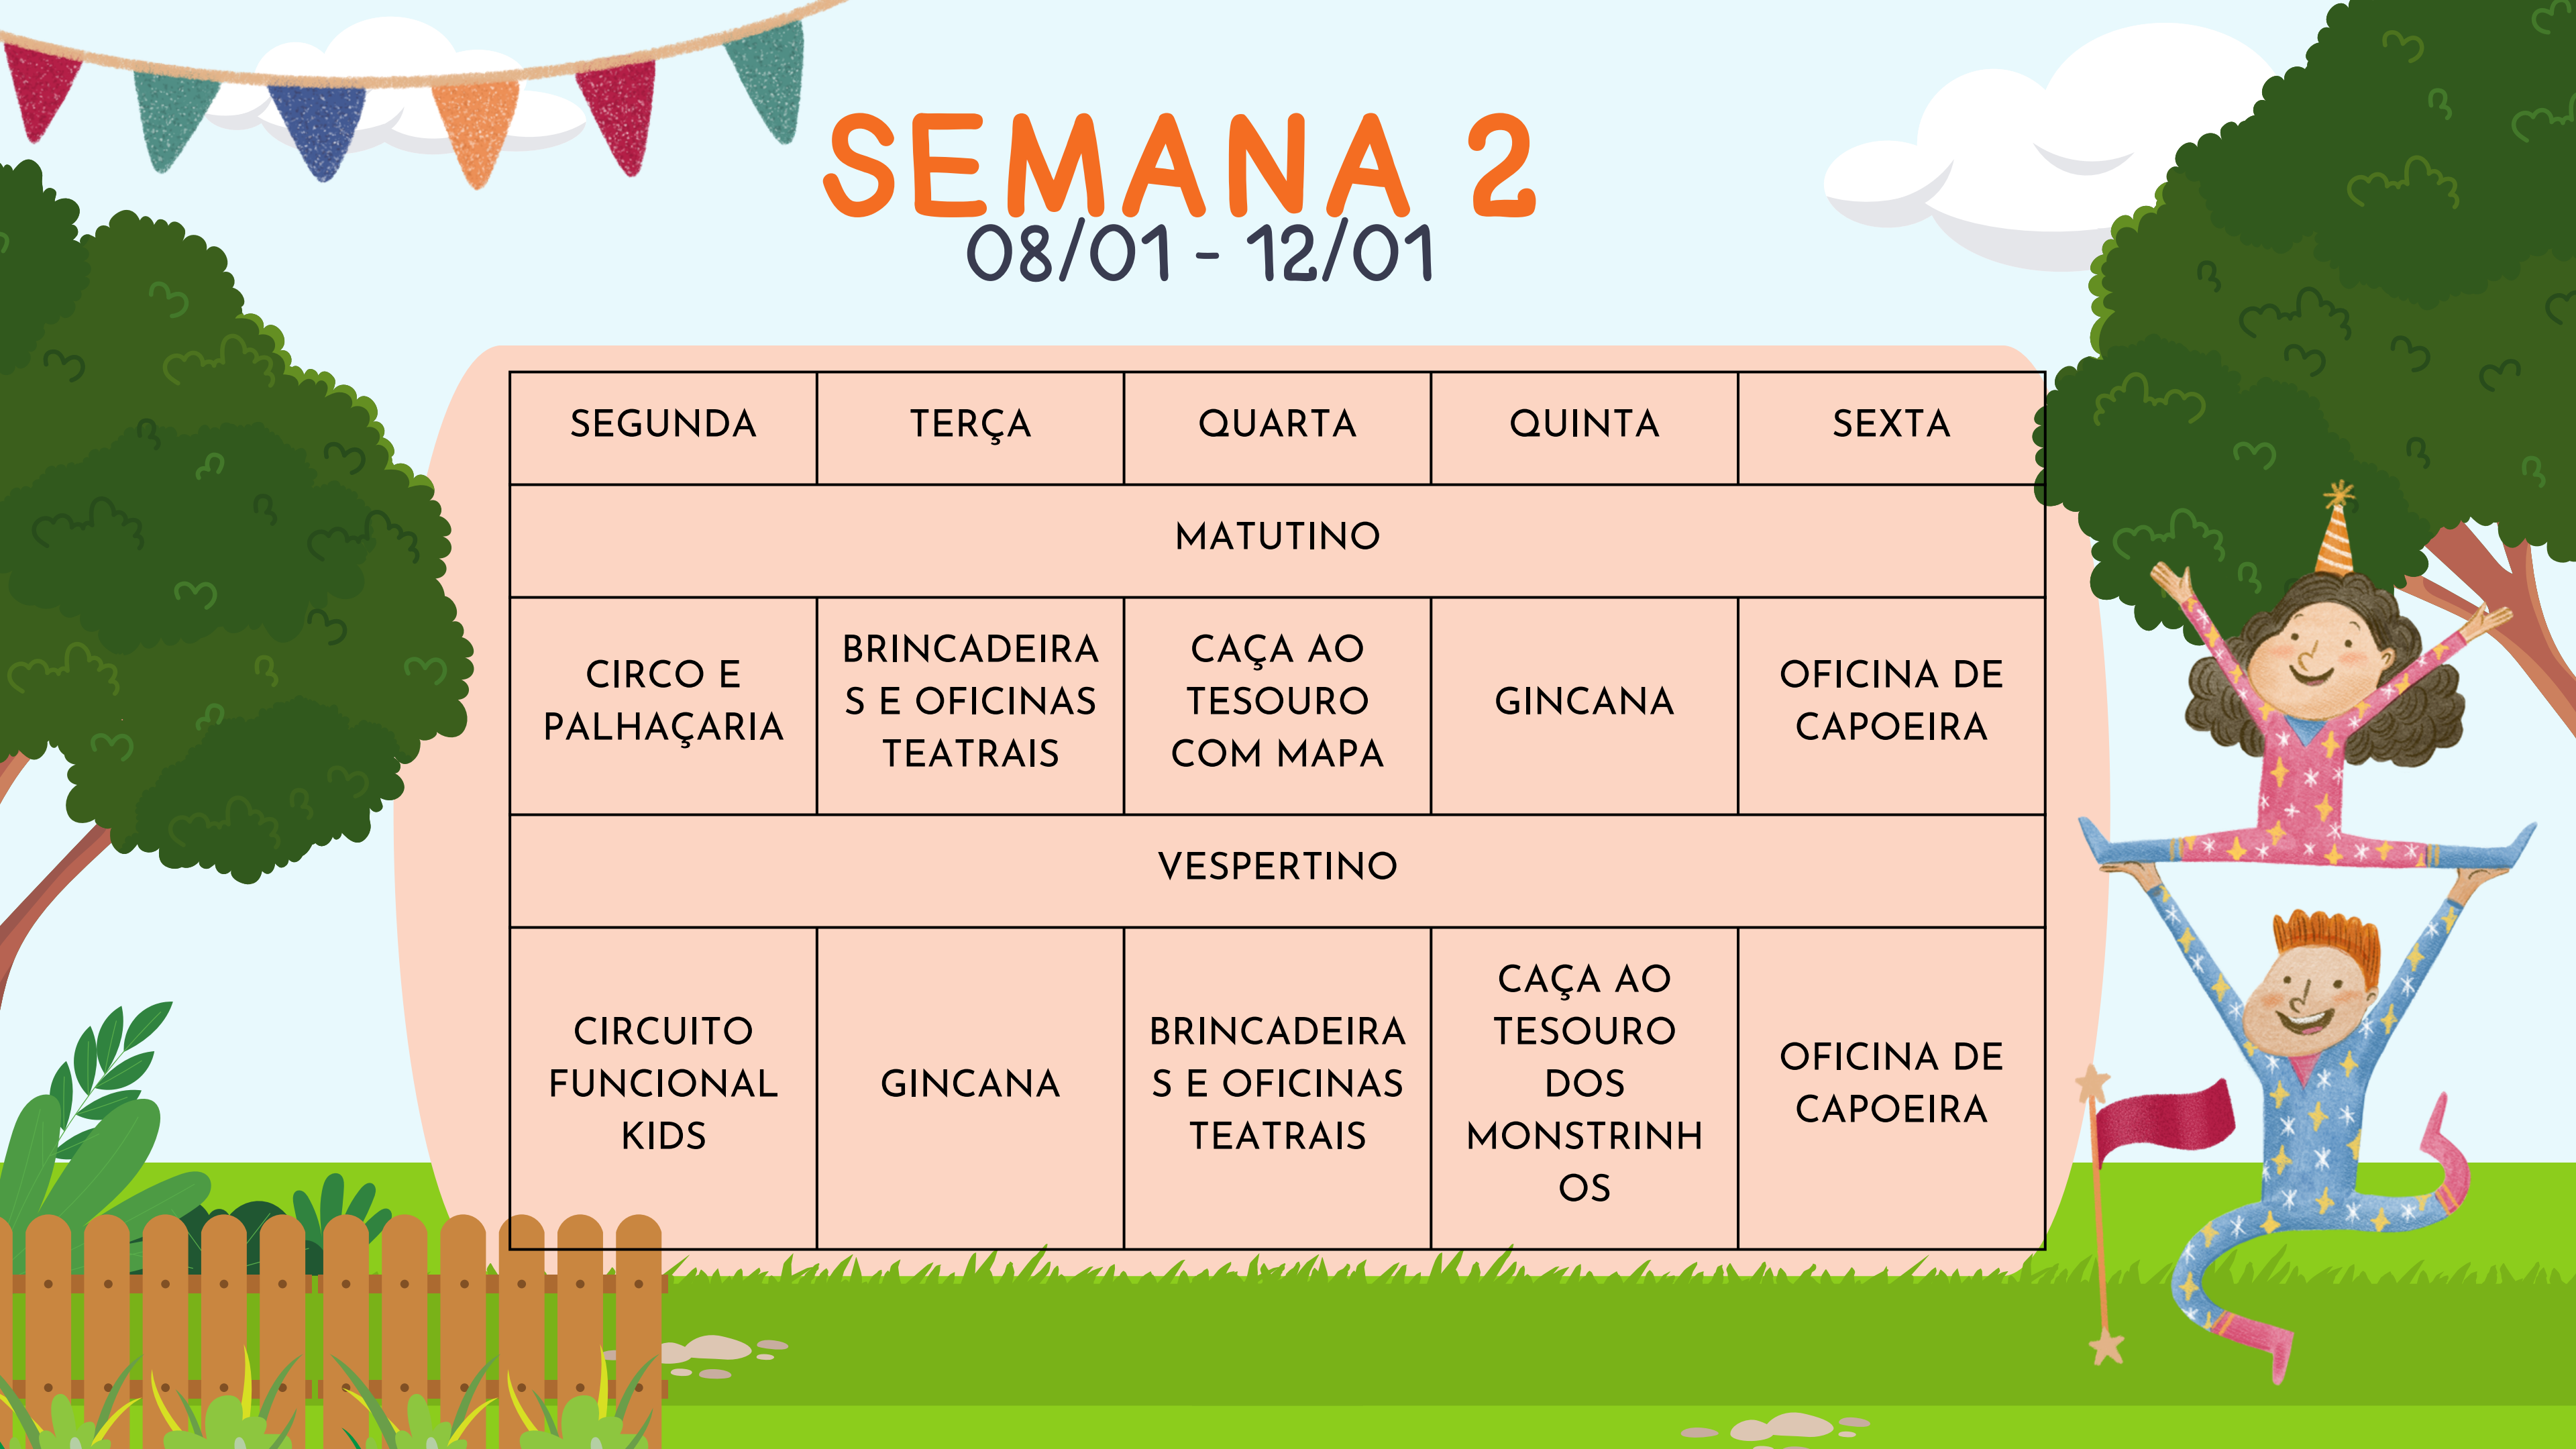 SEMANA 2
08/01 - 12/01
SEGUNDA
TERÇA
QUARTA
QUINTA
SEXTA
MATUTINO
CIRCO E
PALHAÇARIA
BRINCADEIRA
S E OFICINAS
TEATRAIS
CAÇA AO
TESOURO
COM MAPA
GINCANA
OFICINA DE
CAPOEIRA
VESPERTINO
CIRCUITO
FUNCIONAL
KIDS
GINCANA
BRINCADEIRA
S E OFICINAS
TEATRAIS
CAÇA AO
TESOURO
DOS
MONSTRINH
OS
OFICINA DE
CAPOEIRA